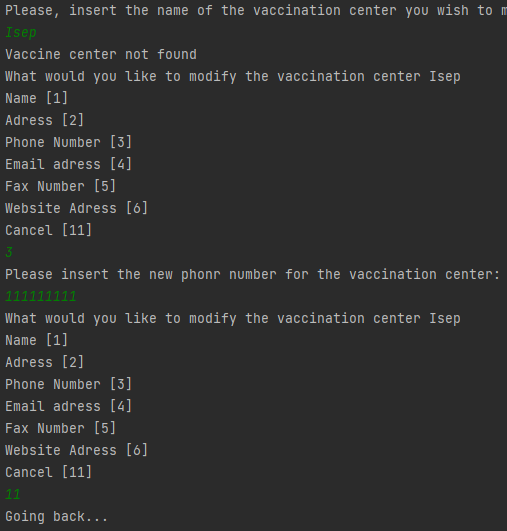 Please, insert the name of the vaccination center you wish to
Isep
Vaccine center not found
What would you like to modify the vaccination center Isep
Name [1]
Adress [2]
Phone Number [3]
Email adress [4]
Fax Number [5]
Website Adress [6]
Cancel [11]
3
Please insert the new phonr number for the vaccination center:
111111111
What would you like to modify the vaccination center Isep
Name [1]
Adress [2]
Phone Number [3]
Email adress [4]
Fax Number [5]
Website Adress [6]
Cancel [11]
11
Going back...